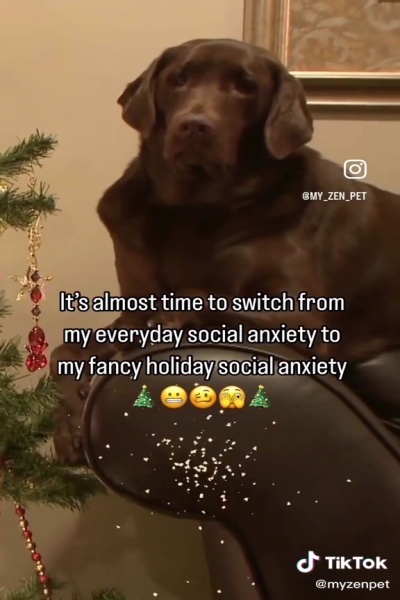 @MY_ZEN_PET
It's almost time to switch from
my everyday social anxiety to
my fancy holiday social anxiety
🎄😬🥴🫣🎄
TikTok
@myzenpet